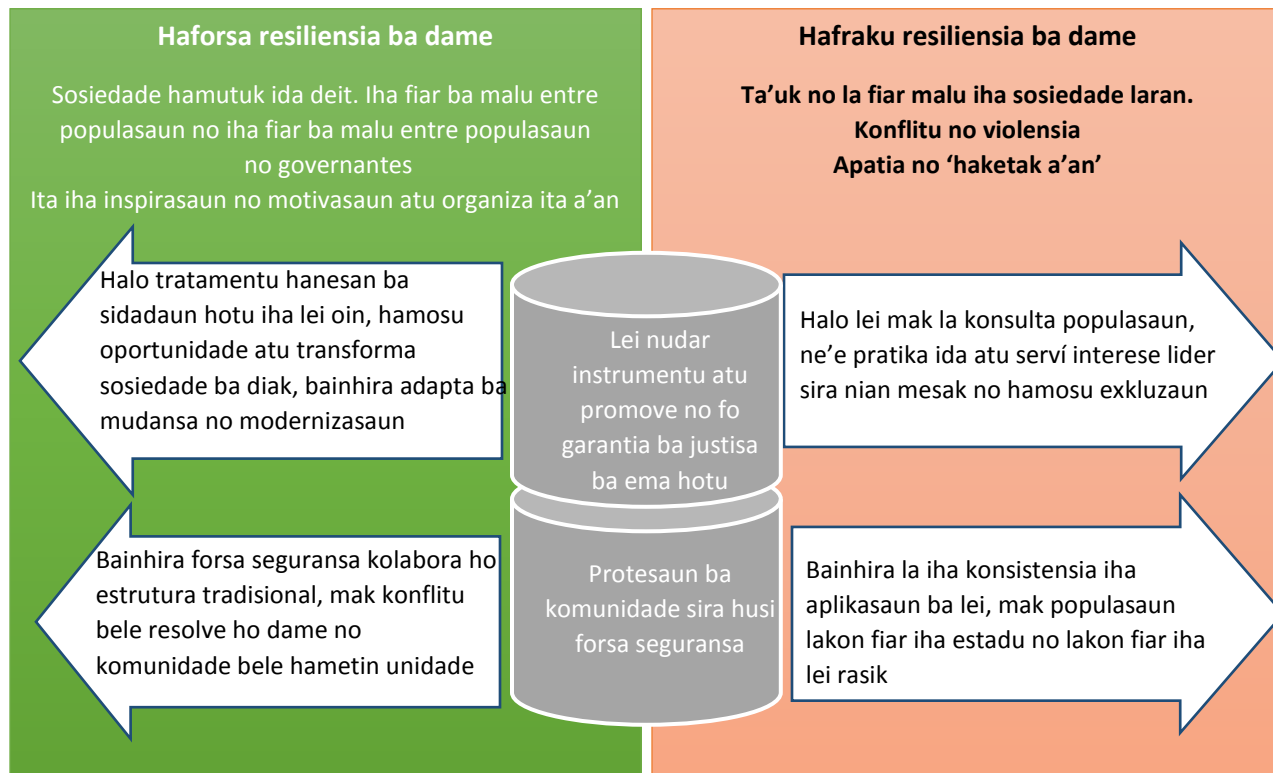 Haforsa resiliensia ba dame
Sosiedade hamutuk ida deit. Iha fiar ba malu entre
populasaun no iha fiar ba malu entre populasaun
no governantes
Ita iha inspirasaun no motivasaun atu organiza ita a’an
Hafraku resiliensia ba dame
Ta’uk no la fiar malu iha sosiedade laran.
Konflitu no violensia
Apatia no ‘haketak a’an’
Halo tratamentu hanesan ba
sidadaun hotu iha lei oin, hamosu
oportunidade atu transforma
sosiedade ba diak, bainhira adapta ba
mudansa no modernizasaun
Lei nudar
instrumentu atu
promove no fo
garantia ba justisa
ba ema hotu
Halo lei mak la konsulta populasaun,
ne’e pratika ida atu serví interese lider
sira nian mesak no hamosu exkluzaun
Bainhira forsa seguransa kolabora ho
estrutura tradisional, mak konflitu
bele resolve ho dame no
komunidade bele hametin unidade
Protesaun ba
komunidade sira husi
forsa seguransa
Bainhira la iha konsistensia iha
aplikasaun ba lei, mak populasaun
lakon fiar iha estadu no lakon fiar iha
lei rasik